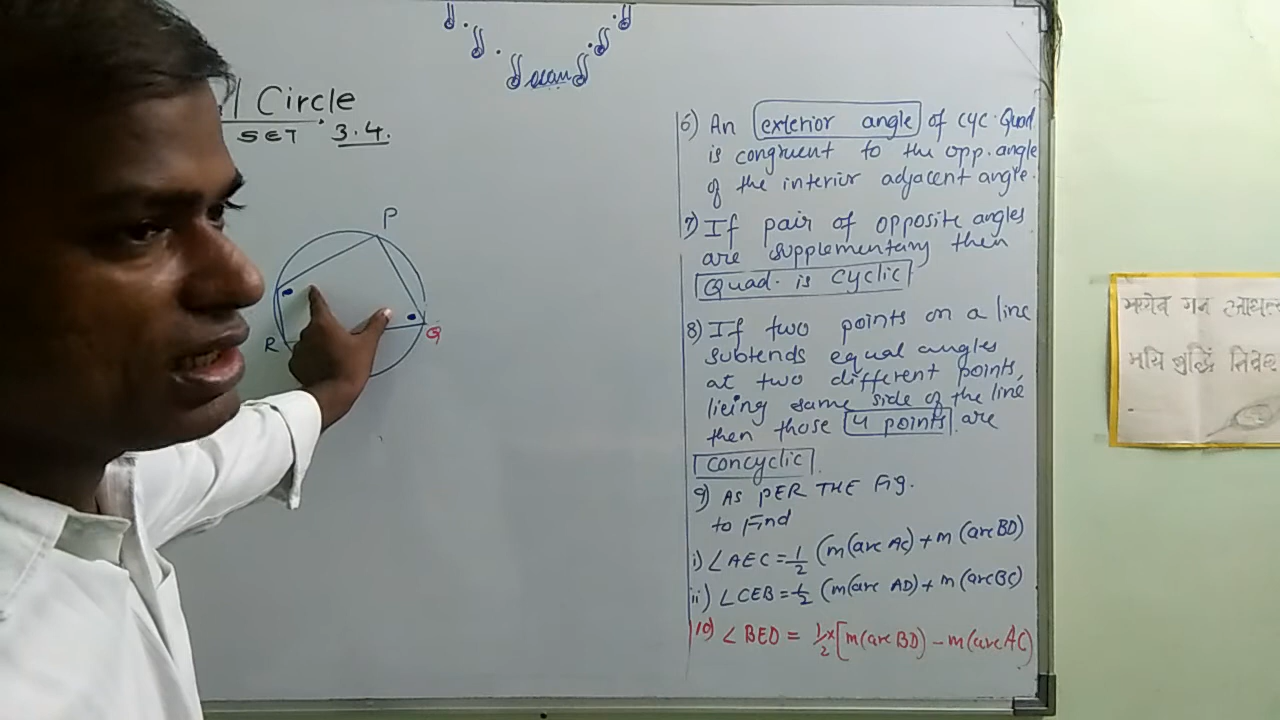 Circle
SET 3.4.
P
R
Q
6) An exterior angle of cyc. Quad
is congruent to the opp. angle
of the interior adjacent angle.
7) If pair of opposite angles
are supplementary then
Quad. is cyclic
8) If two points on a line
subtends equal angles
at two different points,
lieing same side of the line
then those 4 points are
concyclic.
9) AS PER THE Fig.
to Find
i) ∠AEC = 1/2 (m(arc AC) + m(arc BD)
ii) ∠CEB = 1/2 (m(arc AD) + m(arc BC)
10) ∠BED = 1/2 x [m(arc BD) - m(arc AC)